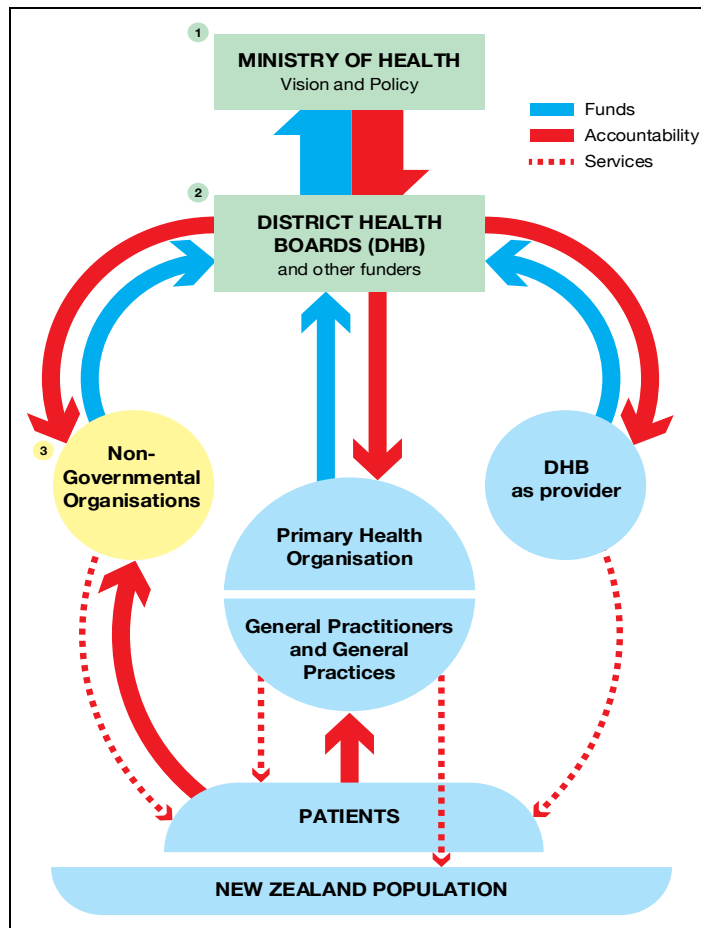 1
MINISTRY OF HEALTH
Vision and Policy
Funds
Accountability
Services
2
DISTRICT HEALTH
BOARDS (DHB)
and other funders
3
Non-
Governmental
Organisations
DHB
as provider
Primary Health
Organisation
General Practitioners
and General
Practices
PATIENTS
NEW ZEALAND POPULATION